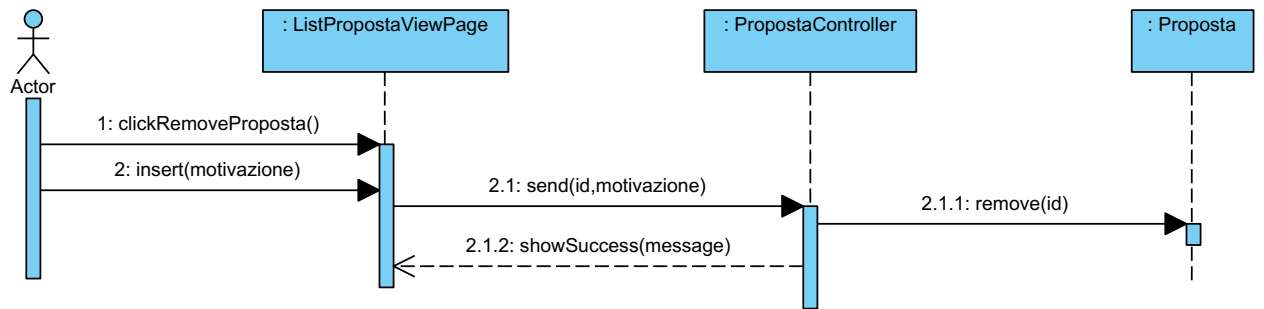 : ListPropostaViewPage
: PropostaController
: Proposta
Actor
1: clickRemoveProposta()
2: insert(motivazione)
2.1: send(id,motivazione)
2.1.1: remove(id)
2.1.2: showSuccess(message)